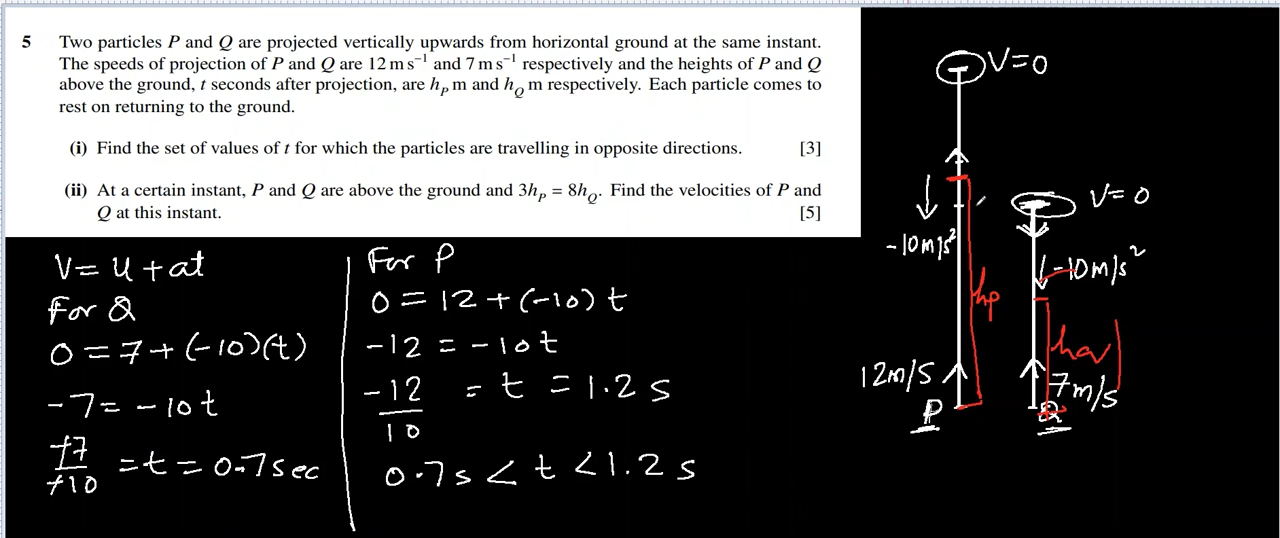 5 Two particles P and Q are projected vertically upwards from horizontal ground at the same instant.
The speeds of projection of P and Q are 12 m s⁻¹ and 7 m s⁻¹ respectively and the heights of P and Q
above the ground, t seconds after projection, are h_P m and h_Q m respectively. Each particle comes to
rest on returning to the ground.
(i) Find the set of values of t for which the particles are travelling in opposite directions. [3]
(ii) At a certain instant, P and Q are above the ground and 3h_P = 8h_Q. Find the velocities of P and
Q at this instant. [5]
V = u + at
For Q
0 = 7 + (-10)(t)
-7 = -10t
+7/+10 = t = 0.7 sec
For P
0 = 12 + (-10) t
-12 = -10t
-12/10 = t = 1.2 s
0.7s < t < 1.2 s
V=0
V=0
-10m/s²
-10m/s²
hp
hQ
12m/s
7m/s
P
Q